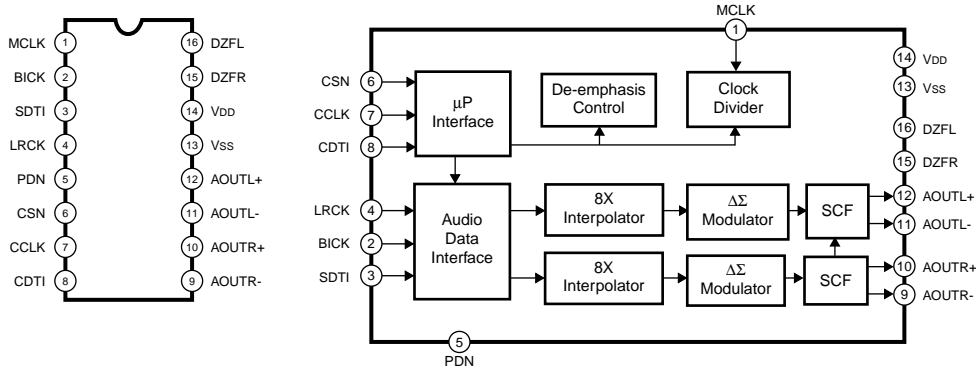 MCLK 1 16 DZFL
BICK 2 15 DZFR
SDTI 3 14 VDD
LRCK 4 13 VSS
PDN 5 12 AOUTL+
CSN 6 11 AOUTL-
CCLK 7 10 AOUTR+
CDTI 8 9 AOUTR-
MCLK
1
CSN 6
CCLK 7
CDTI 8
µP
Interface
De-emphasis
Control
Clock
Divider
14 VDD
13 VSS
16 DZFL
15 DZFR
LRCK 4
BICK 2
SDTI 3
Audio
Data
Interface
8X
Interpolator
ΔΣ
Modulator
SCF
12 AOUTL+
11 AOUTL-
8X
Interpolator
ΔΣ
Modulator
SCF
10 AOUTR+
9 AOUTR-
5
PDN